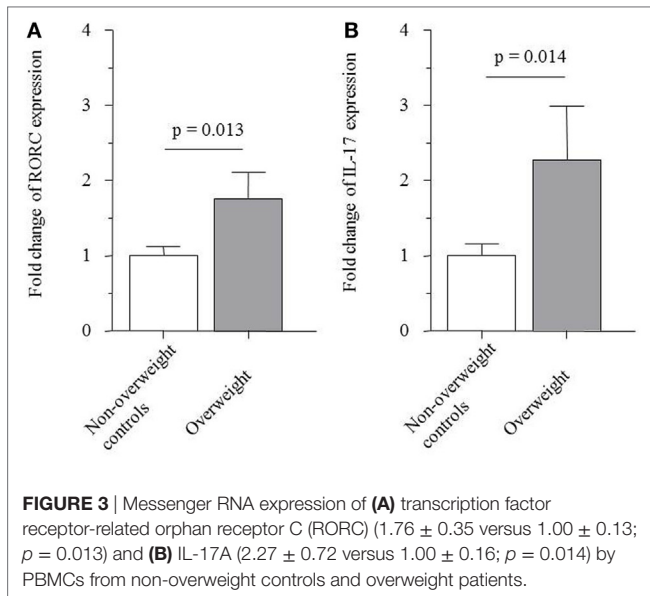 A
Fold change of RORC expression
4
3
2
1
0
p = 0.013
Non-overweight
controls
Overweight
B
Fold change of IL-17 expression
4
3
2
1
0
p = 0.014
Non-overweight
controls
Overweight
FIGURE 3 | Messenger RNA expression of (A) transcription factor
receptor-related orphan receptor C (RORC) (1.76 ± 0.35 versus 1.00 ± 0.13;
p = 0.013) and (B) IL-17A (2.27 ± 0.72 versus 1.00 ± 0.16; p = 0.014) by
PBMCs from non-overweight controls and overweight patients.